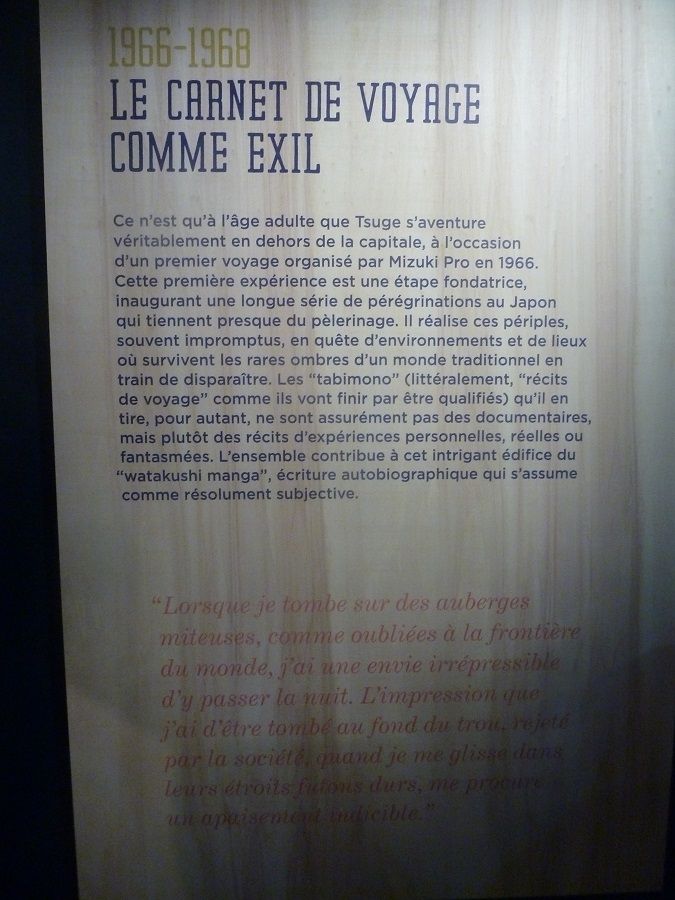 1966-1968
LE CARNET DE VOYAGE
COMME EXIL
Ce n'est qu'à l'âge adulte que Tsuge s'aventure
véritablement en dehors de la capitale, à l'occasion
d'un premier voyage organisé par Mizuki Pro en 1966.
Cette première expérience est une étape fondatrice,
inaugurant une longue série de pérégrinations au Japon
qui tiennent presque du pèlerinage. Il réalise ces périples,
souvent impromptus, en quête d'environnements et de lieux
où survivent les rares ombres d'un monde traditionnel en
train de disparaître. Les “tabimono” (littéralement, “récits
de voyage” comme ils vont finir par être qualifiés) qu'il en
tire, pour autant, ne sont assurément pas des documentaires,
mais plutôt des récits d'expériences personnelles, réelles ou
fantasmées. L'ensemble contribue à cet intrigant édifice du
“watakushi manga”, écriture autobiographique qui s'assume
comme résolument subjective.
“Lorsque je tombe sur des auberges
miteuses, comme oubliées à la frontière
du monde, j'ai une envie irrépressible
d'y passer la nuit. L'impression que
j'ai d'être tombé au fond du trou, rejeté
par la société, quand je me glisse dans
leurs étroits futons durs, me procure
un apaisement indicible.”